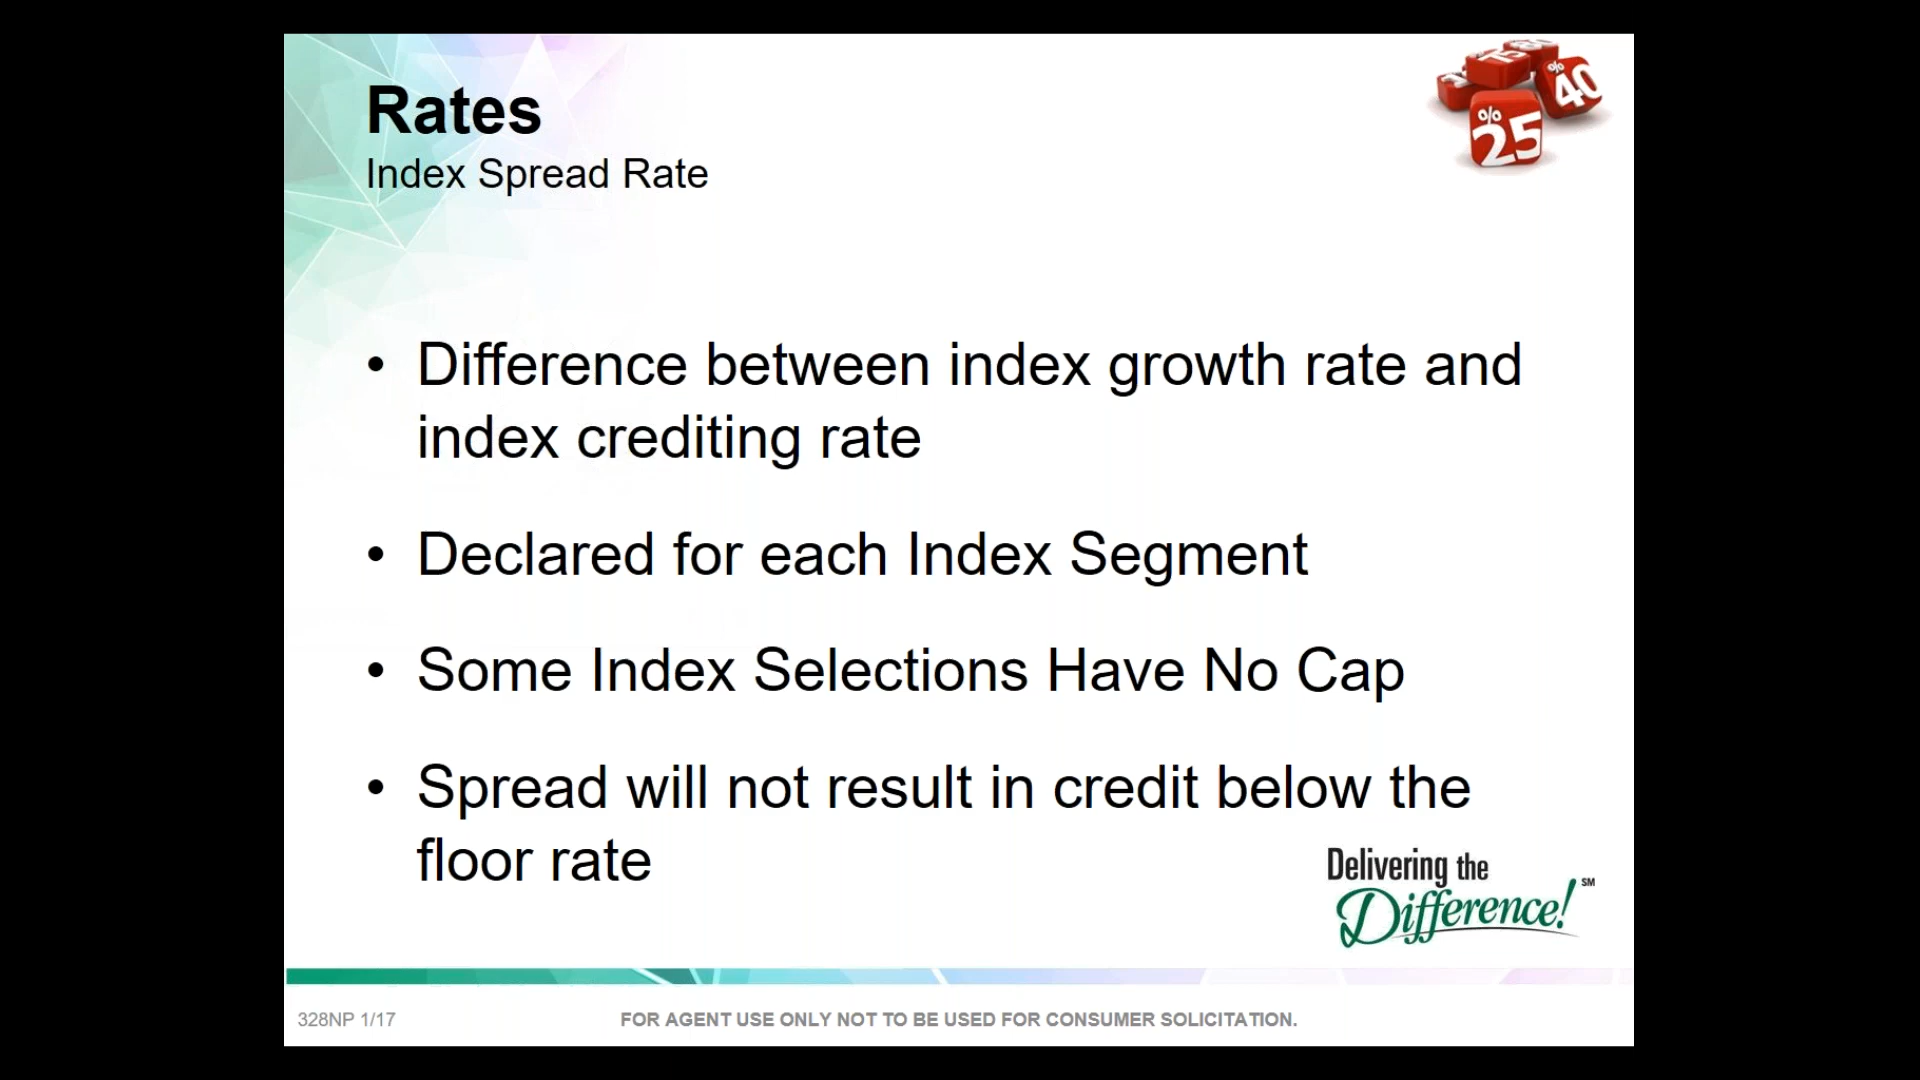 Rates
Index Spread Rate
% 40
% 25
• Difference between index growth rate and
index crediting rate
• Declared for each Index Segment
• Some Index Selections Have No Cap
• Spread will not result in credit below the
floor rate
Delivering the
Difference! SM
328NP 1/17
FOR AGENT USE ONLY NOT TO BE USED FOR CONSUMER SOLICITATION.